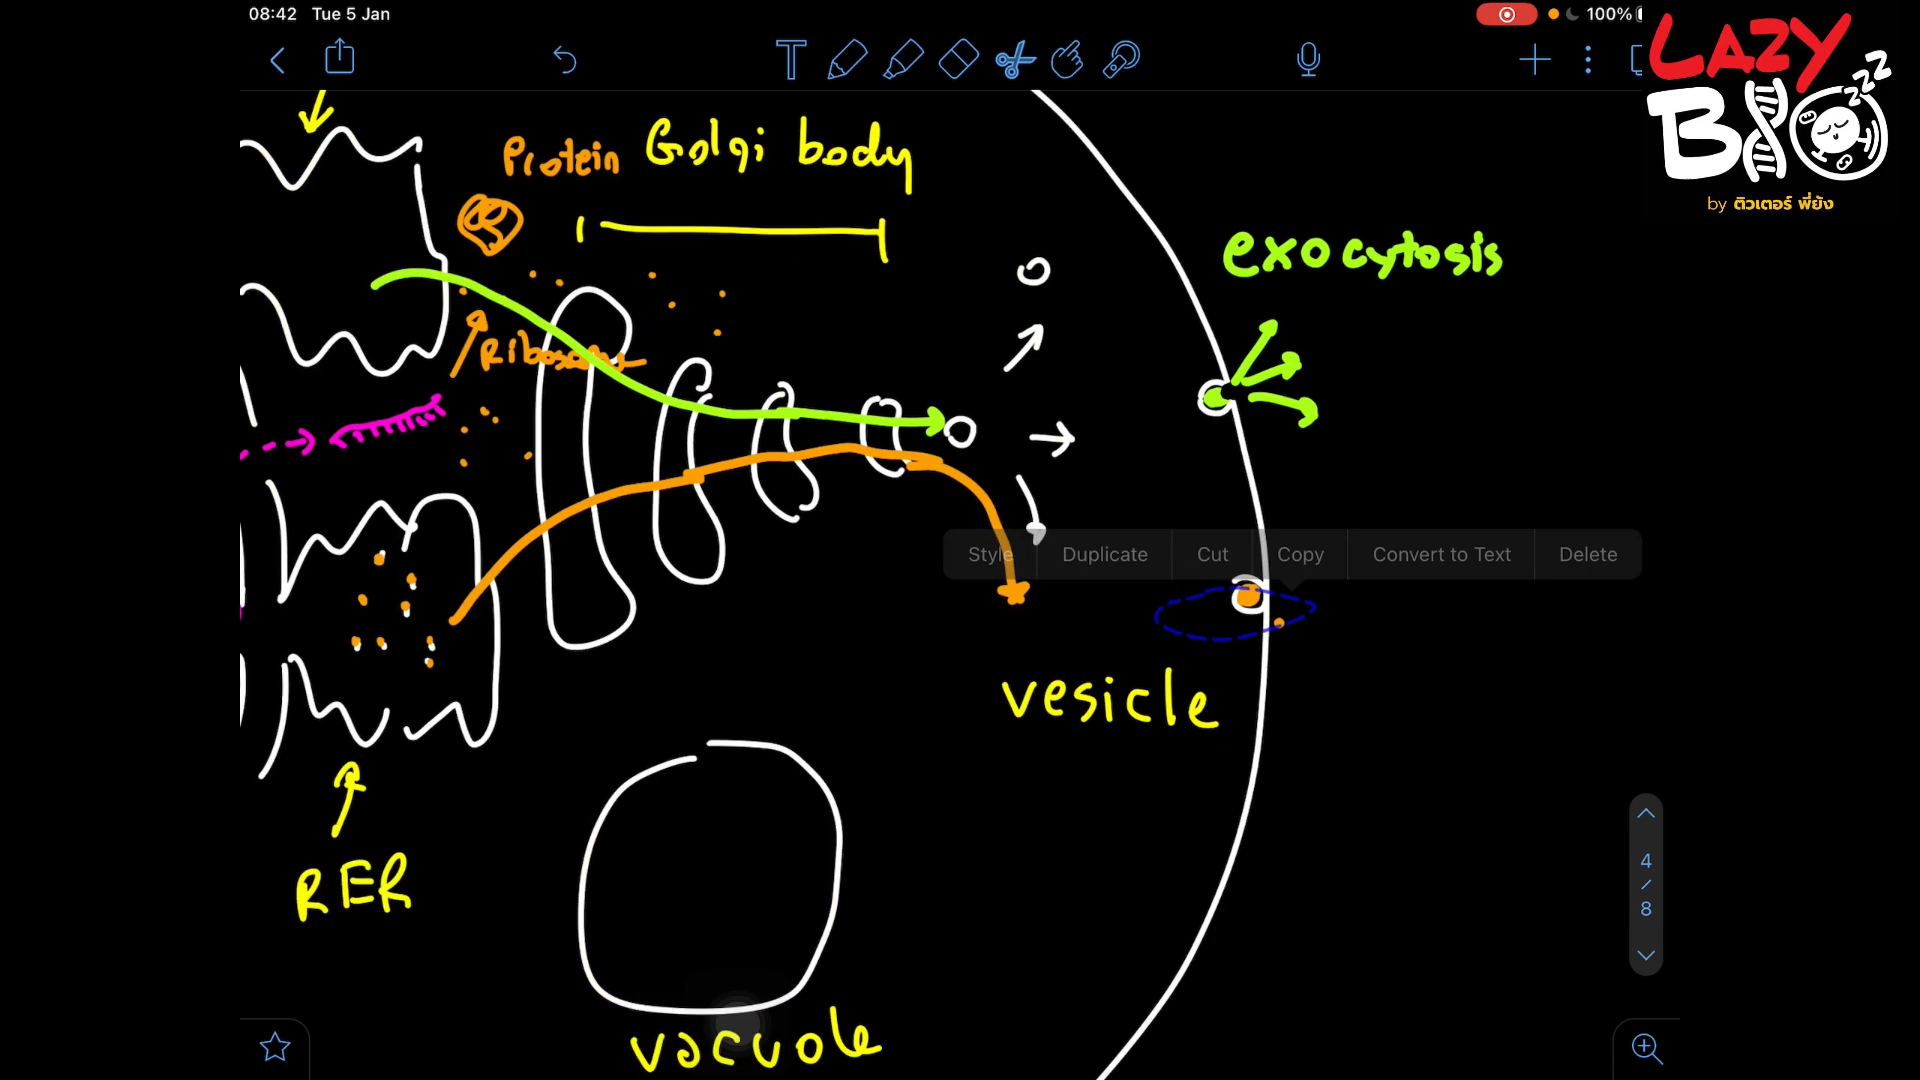 08:42 Tue 5 Jan
100%
LAZY
BIO zzz
by ติวเตอร์ พี่ยัง
Protein
Golgi body
exocytosis
Ribosome
Style Duplicate Cut Copy Convert to Text Delete
vesicle
RER
vacuole
4
/
8